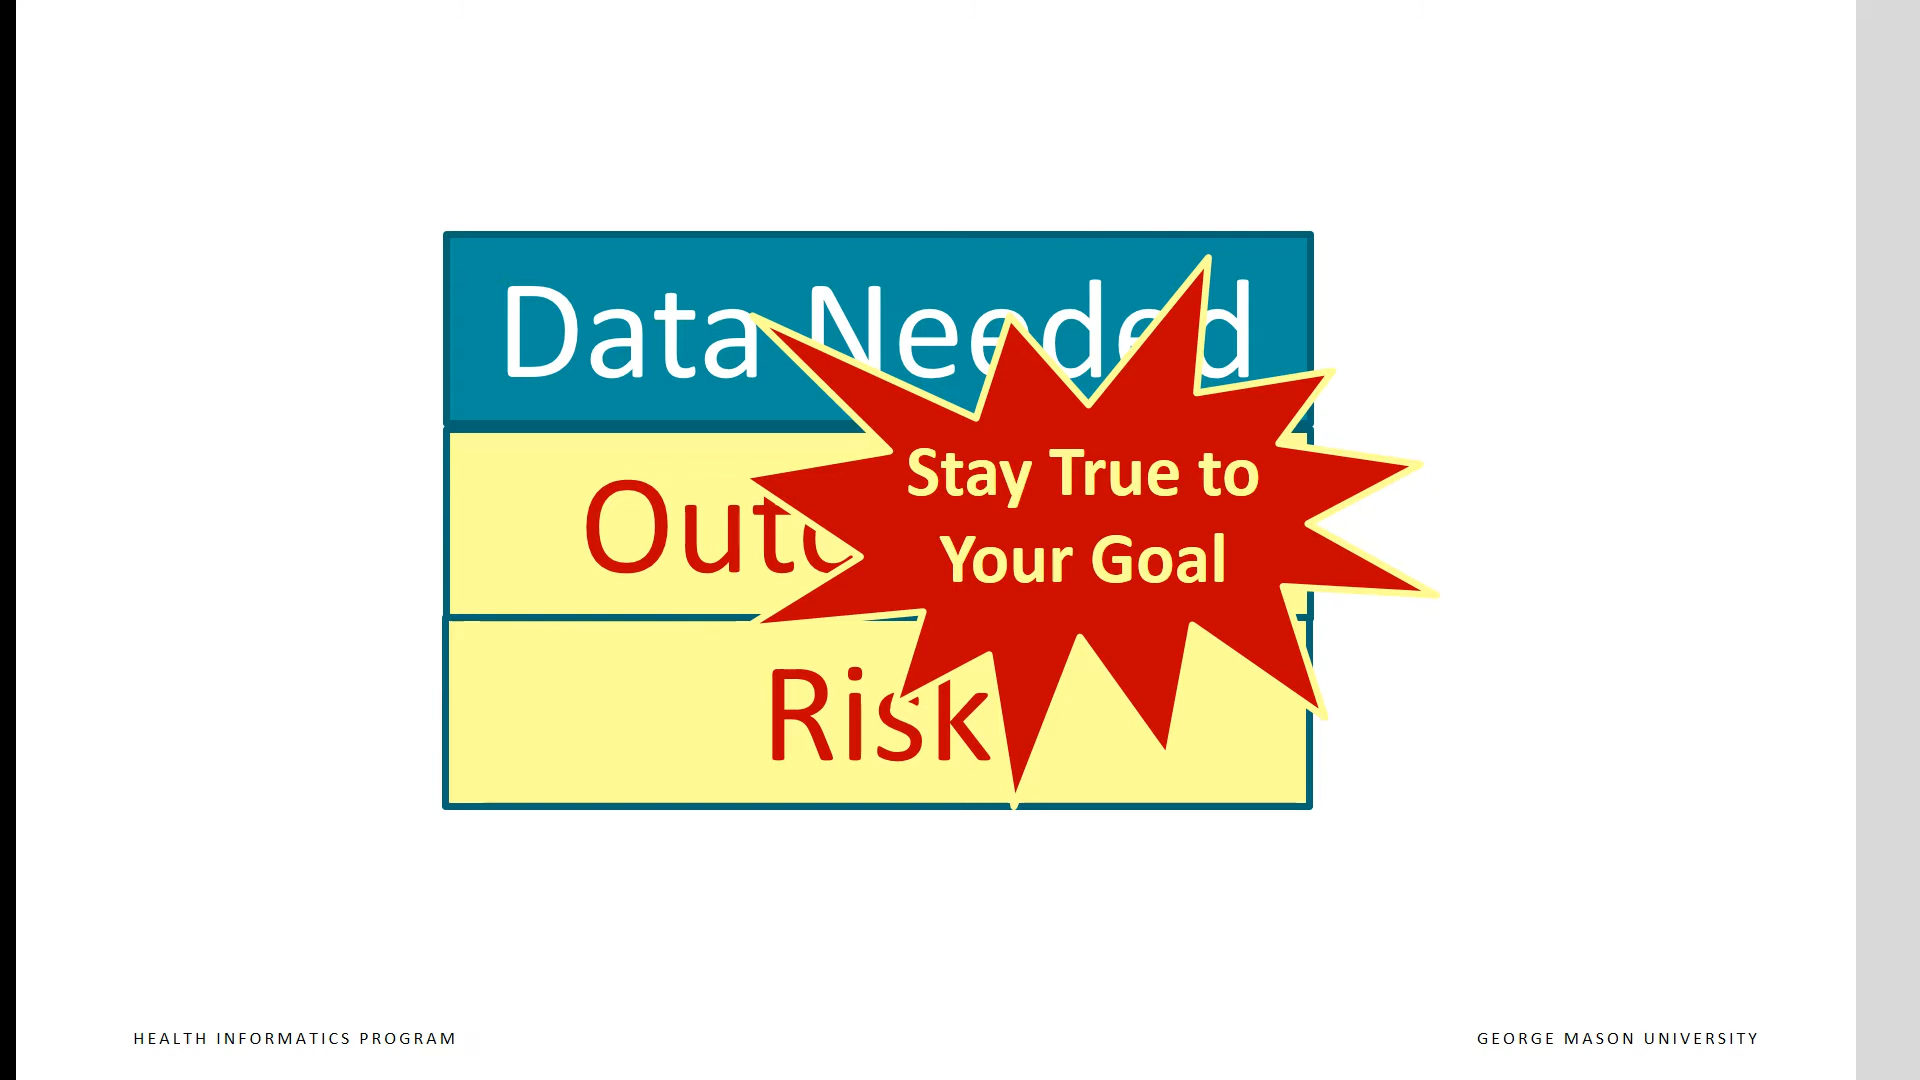 Data Needed
Outc
Stay True to
Your Goal
Risk
HEALTH INFORMATICS PROGRAM
GEORGE MASON UNIVERSITY